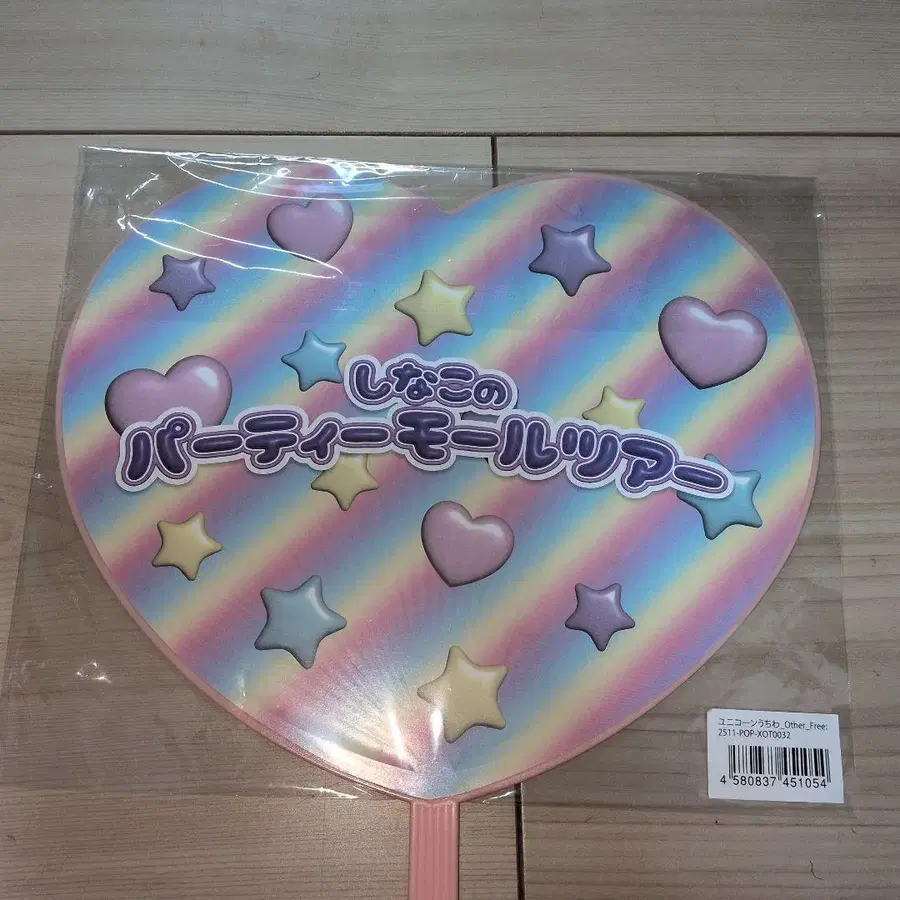 しなこの
パーティーモールツアー
ユニコーンうちわ_Other_Free:
2511-POP-XOT0032
4 580837 451054